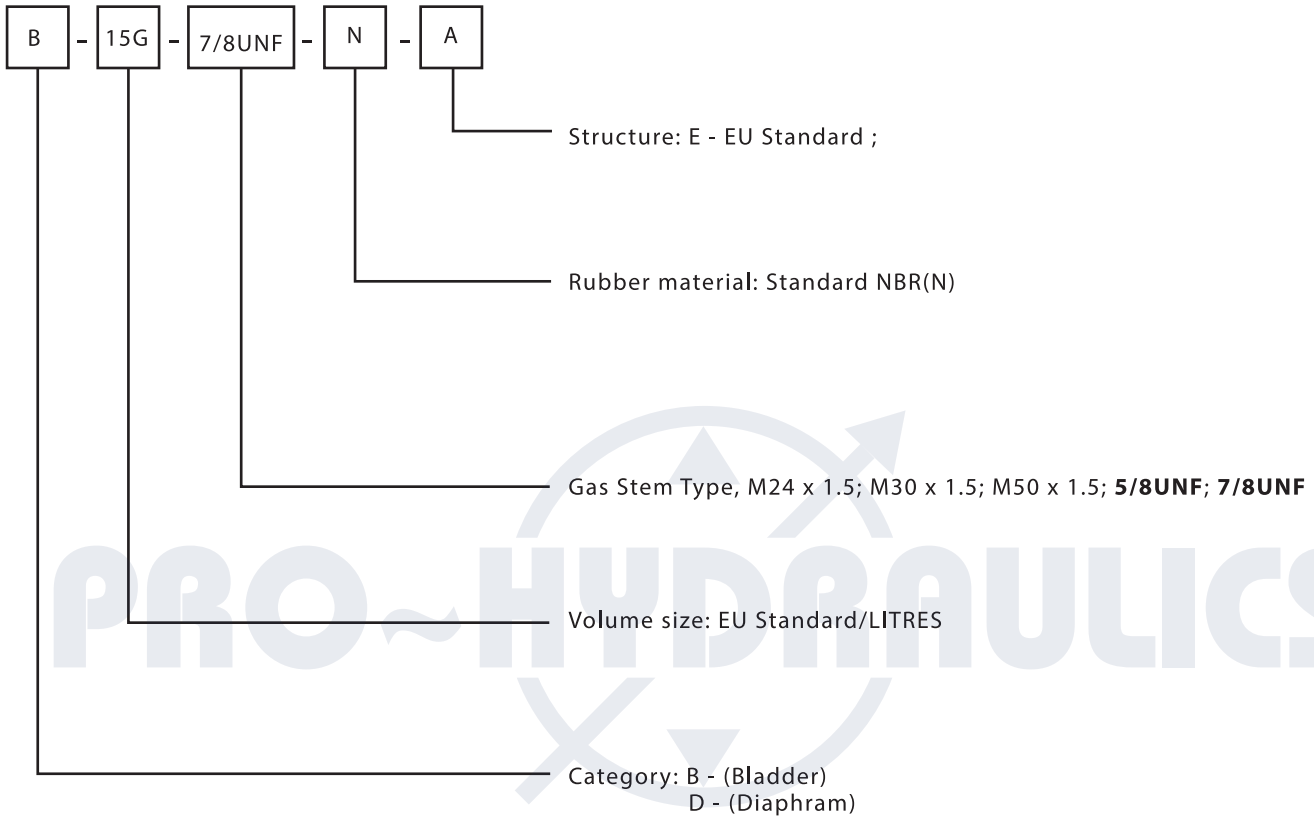 B - 15G - 7/8UNF - N - A
Structure: E - EU Standard ;
Rubber material: Standard NBR(N)
Gas Stem Type, M24 x 1.5; M30 x 1.5; M50 x 1.5; 5/8UNF; 7/8UNF
PRO~HYDRAULICS
Volume size: EU Standard/LITRES
Category: B - (Bladder)
D - (Diaphram)